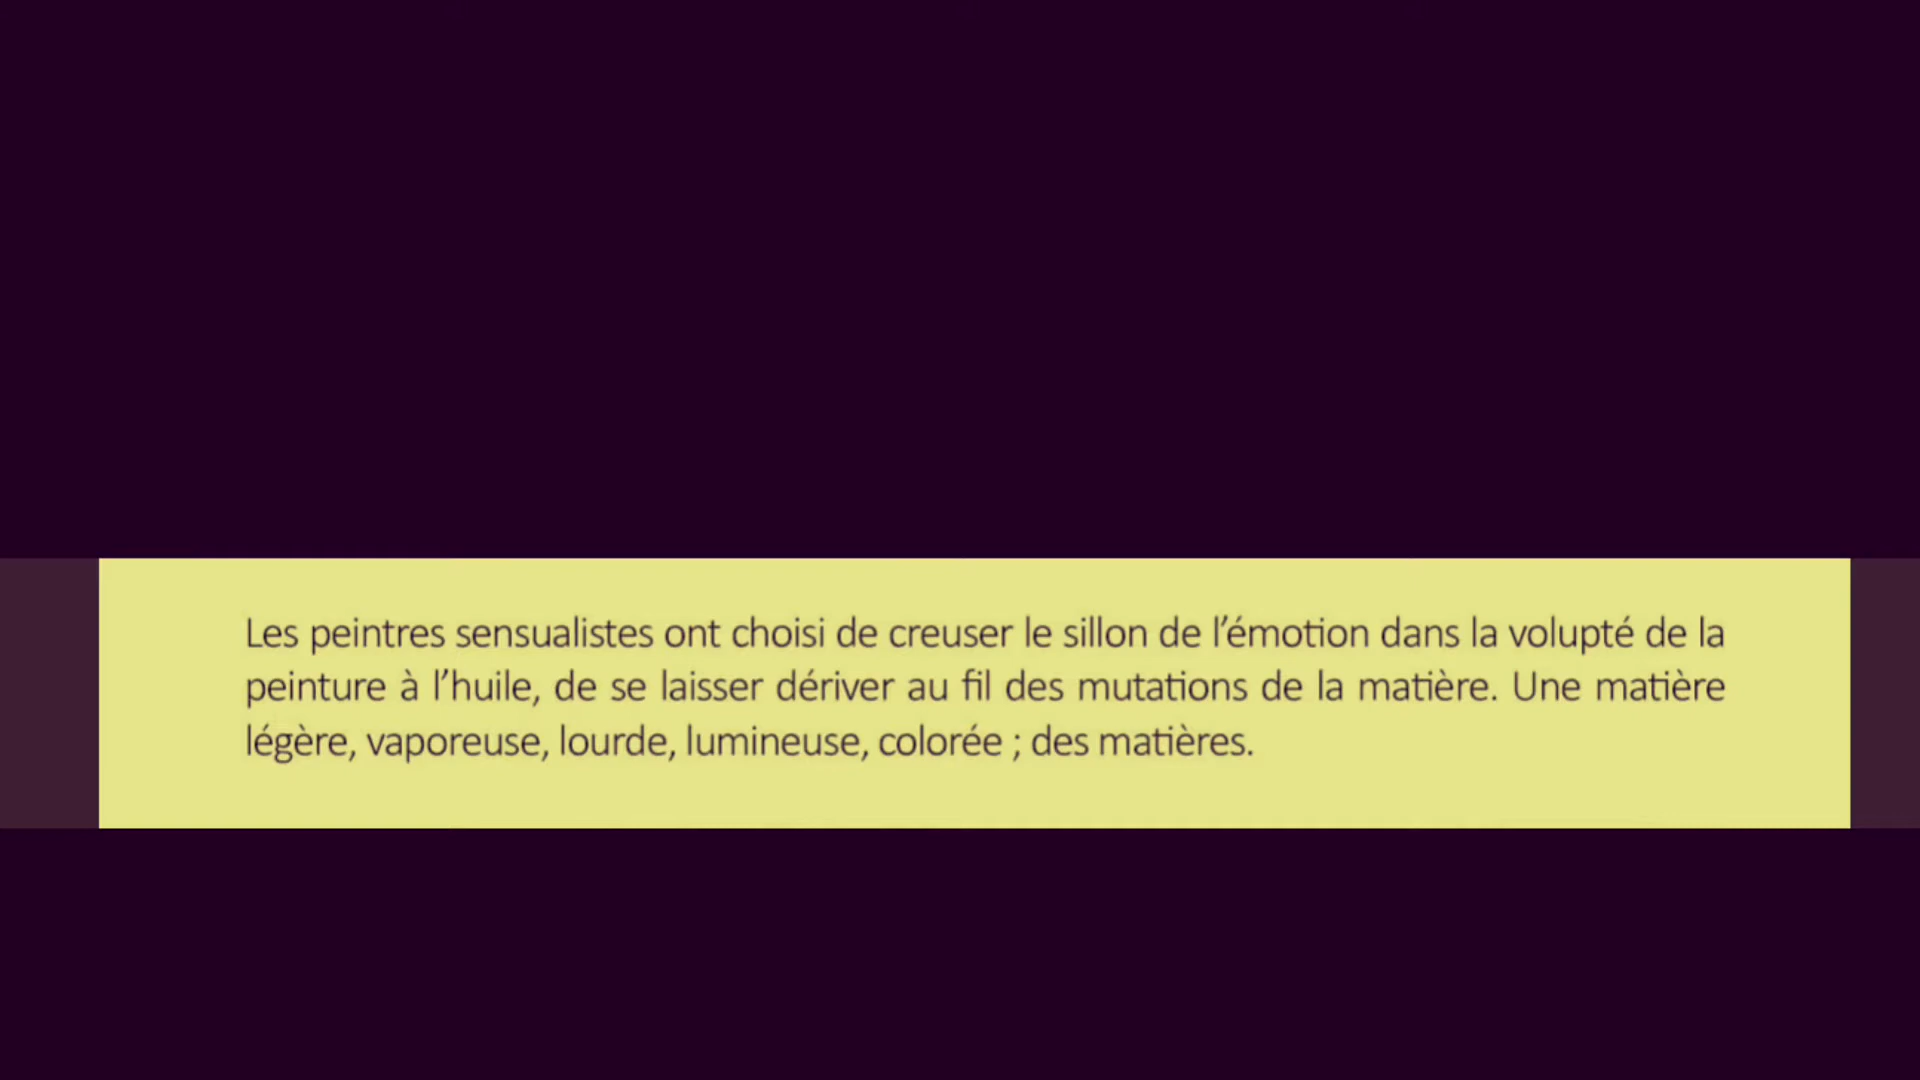 Les peintres sensualistes ont choisi de creuser le sillon de l’émotion dans la volupté de la
peinture à l’huile, de se laisser dériver au fil des mutations de la matière. Une matière
légère, vaporeuse, lourde, lumineuse, colorée ; des matières.